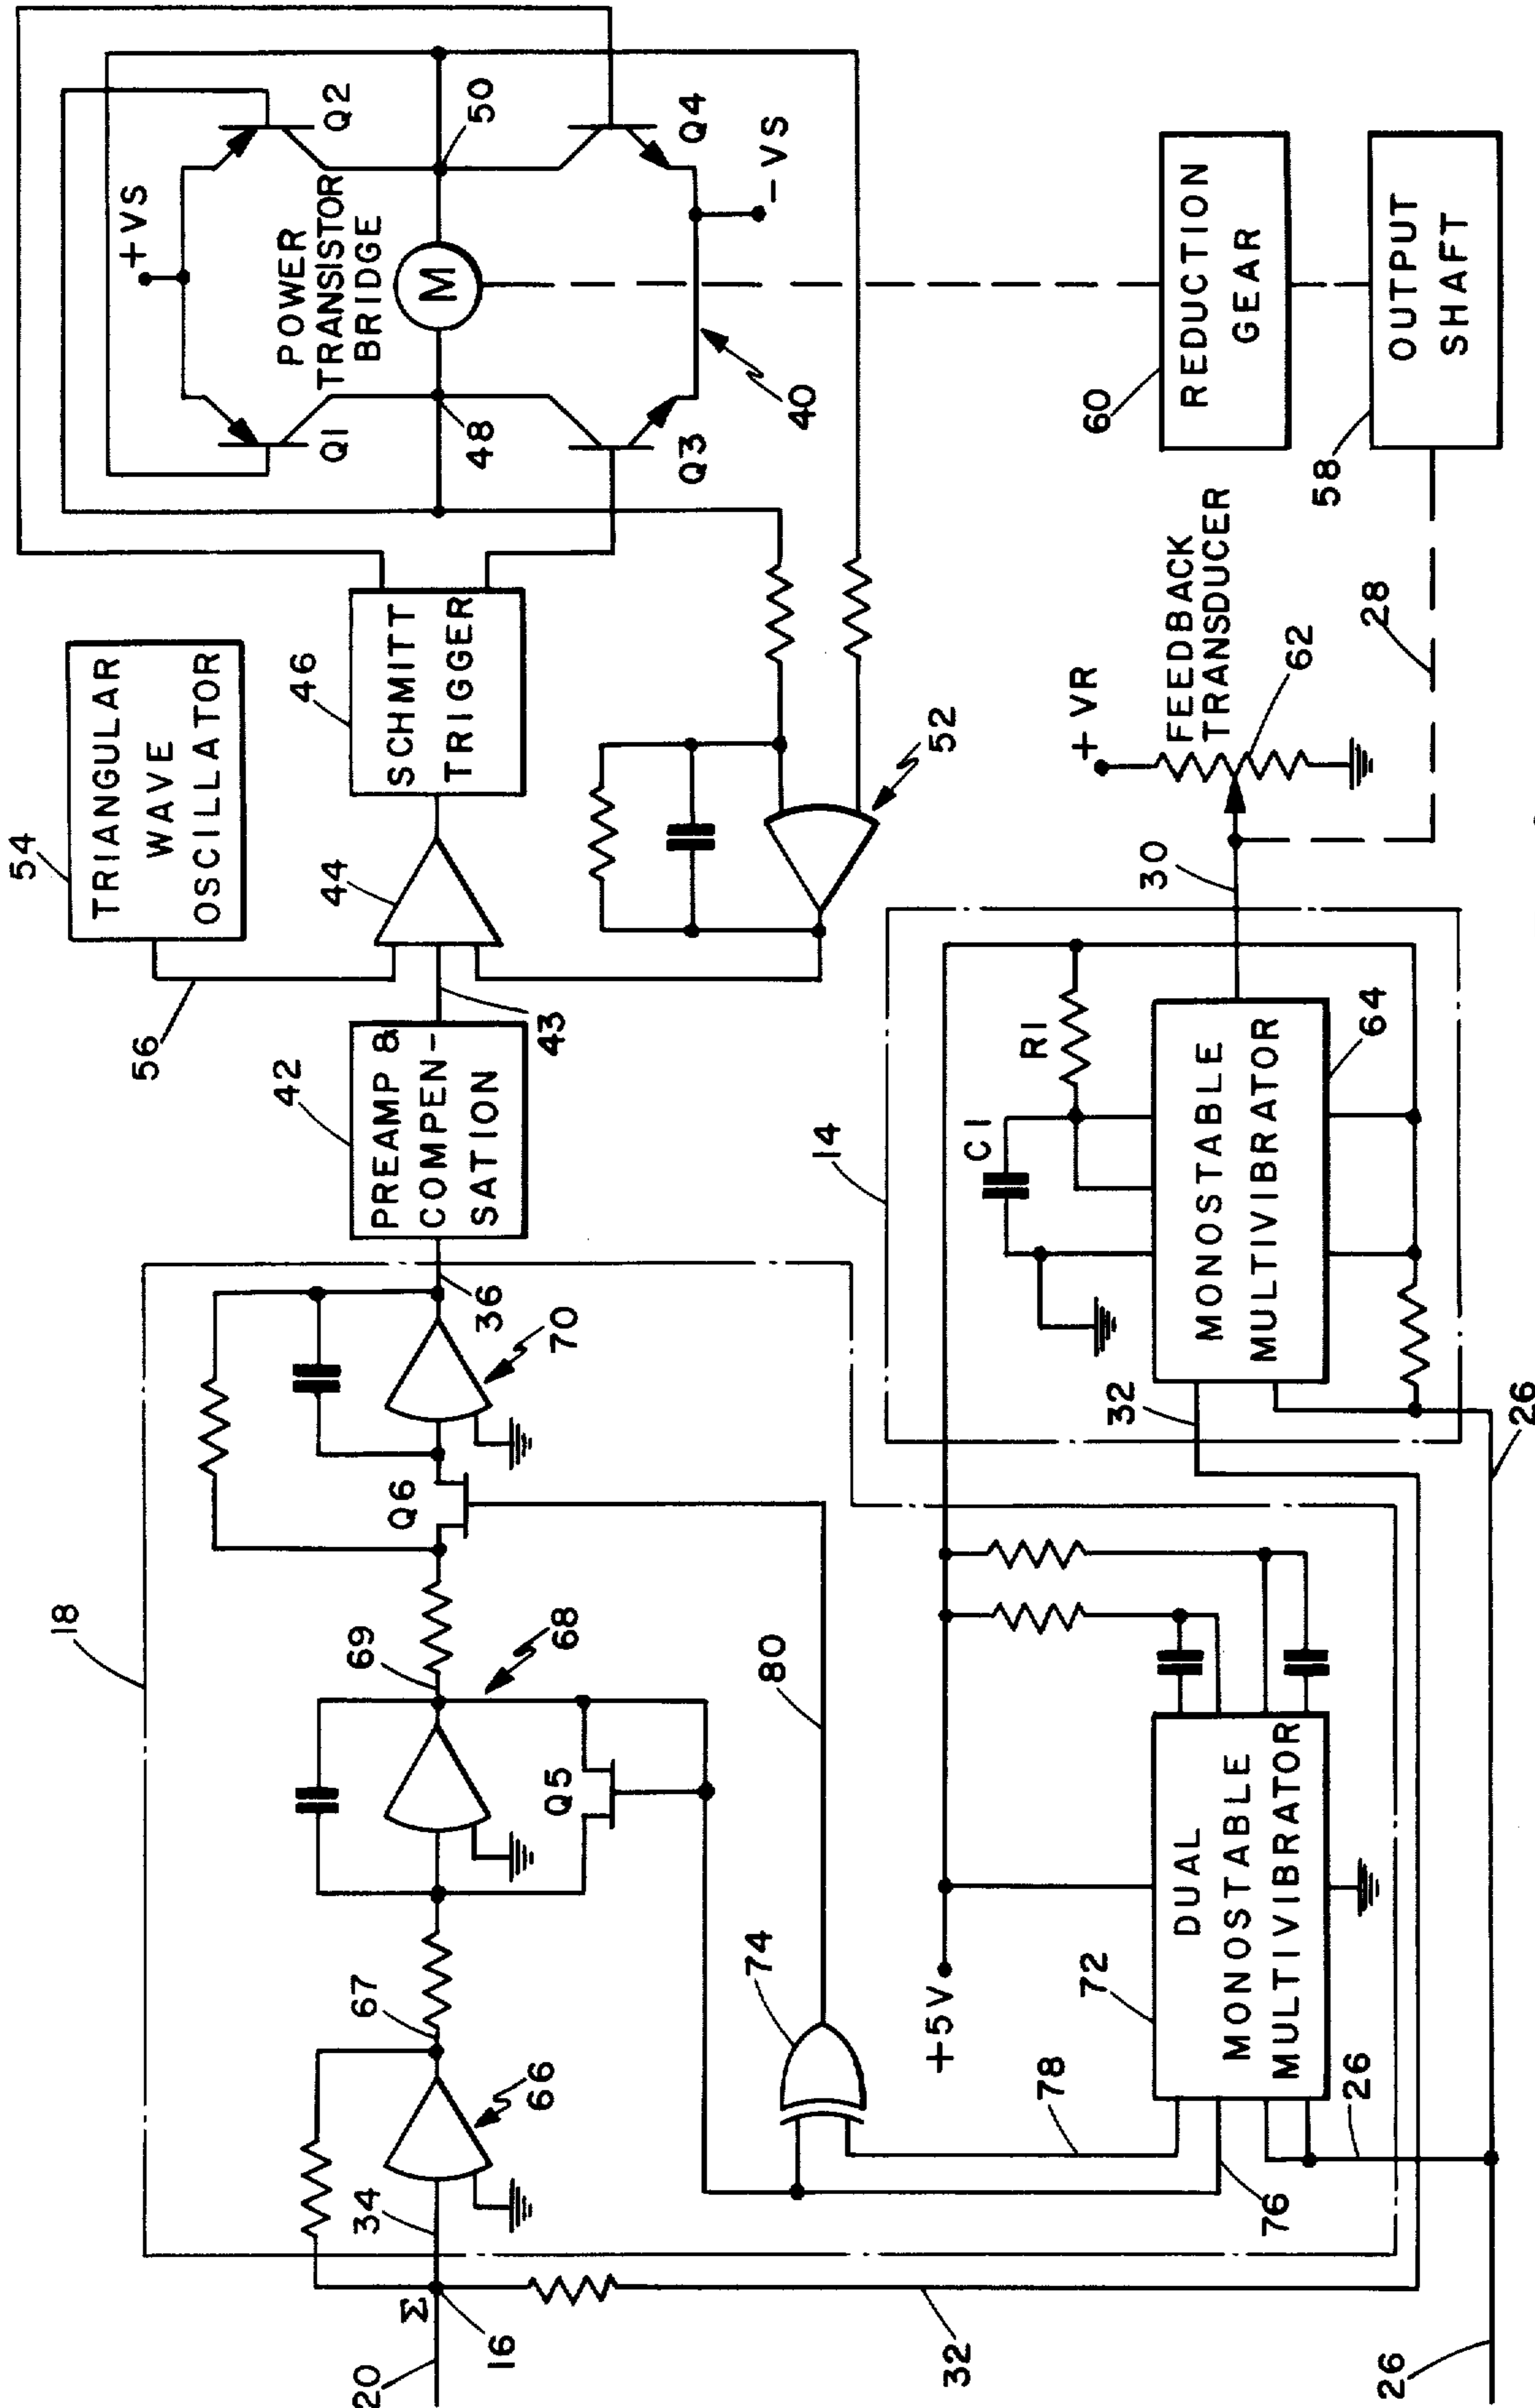 54
TRIANGULAR
WAVE
OSCILLATOR
56
42
PREAMP &
COMPEN-
SATION
43
44
46
SCHMITT
TRIGGER
52
+VS
POWER
TRANSISTOR
BRIDGE
Q1
Q2
Q3
Q4
M
48
50
40
-VS
18
20
Σ
16
34
66
67
68
69
Q5
Q6
70
36
74
76
78
80
+5V
72
DUAL
MONOSTABLE
MULTIVIBRATOR
26
26
26
32
32
14
C1
R1
MONOSTABLE
MULTIVIBRATOR
64
30
+VR
FEEDBACK
TRANSDUCER
62
28
60
REDUCTION
GEAR
58
OUTPUT
SHAFT